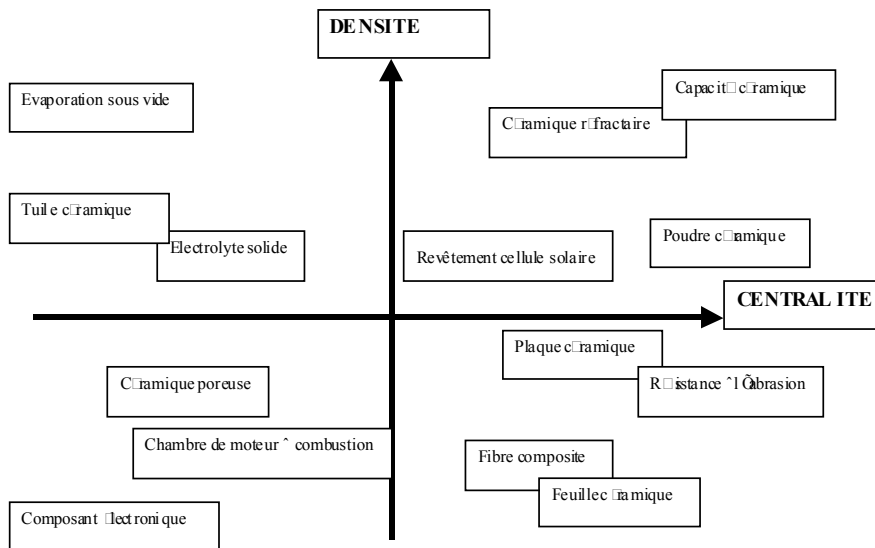 DENSITE
Evaporation sous vide
Capacit□ c□ramique
C□ramique r□fractaire
Tuile c□ramique
Electrolyte solide
Revêtement cellule solaire
Poudre c□ramique
CENTRALITE
Plaque c□ramique
R□sistance ˆ l Õabrasion
C□ramique poreuse
Chambre de moteur ˆ combustion
Fibre composite
Feuille c□ramique
Composant □lectronique